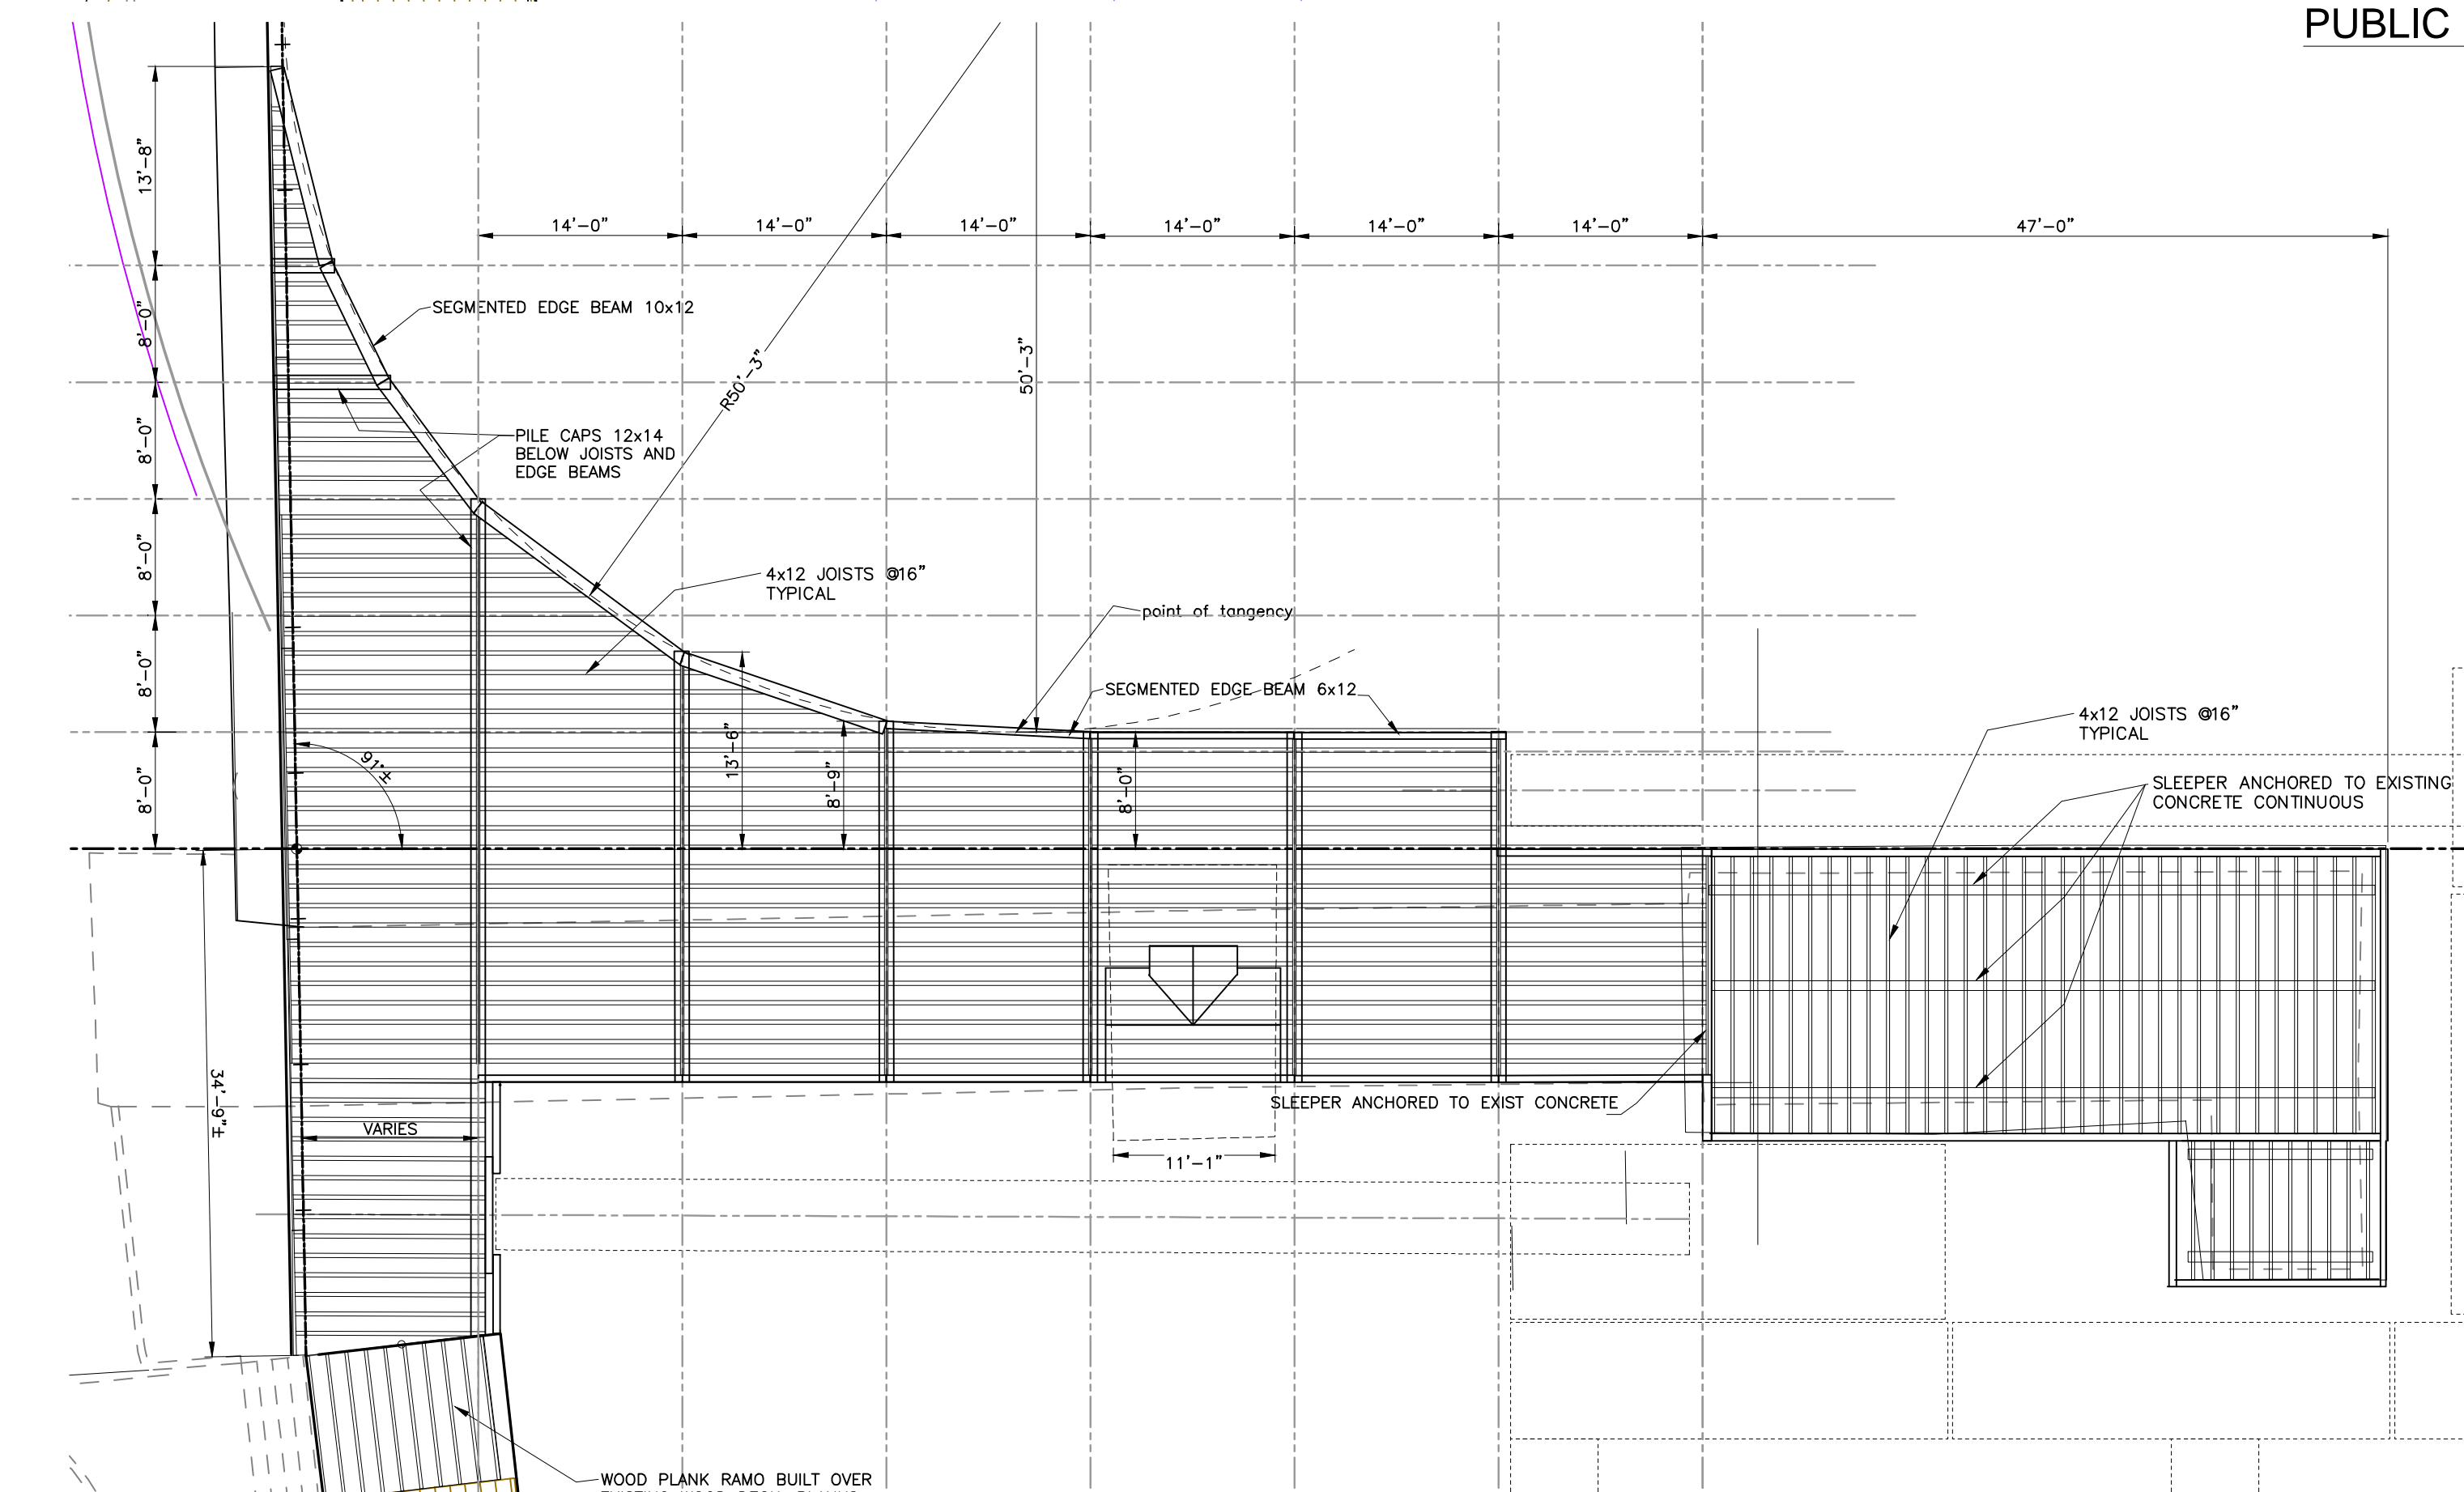 PUBLIC
13'-8"
14'-0"
14'-0"
14'-0"
14'-0"
14'-0"
14'-0"
47'-0"
8'-0"
SEGMENTED EDGE BEAM 10x12
R50'-3"
50'-3"
8'-0"
PILE CAPS 12x14
BELOW JOISTS AND
EDGE BEAMS
8'-0"
4x12 JOISTS @16"
TYPICAL
point of tangency
8'-0"
SEGMENTED EDGE BEAM 6x12
4x12 JOISTS @16"
TYPICAL
13'-6"
8'-9"
8'-0"
8'-0"
91°±
SLEEPER ANCHORED TO EXISTING
CONCRETE CONTINUOUS
34'-9"±
SLEEPER ANCHORED TO EXIST CONCRETE
VARIES
11'-1"
WOOD PLANK RAMO BUILT OVER